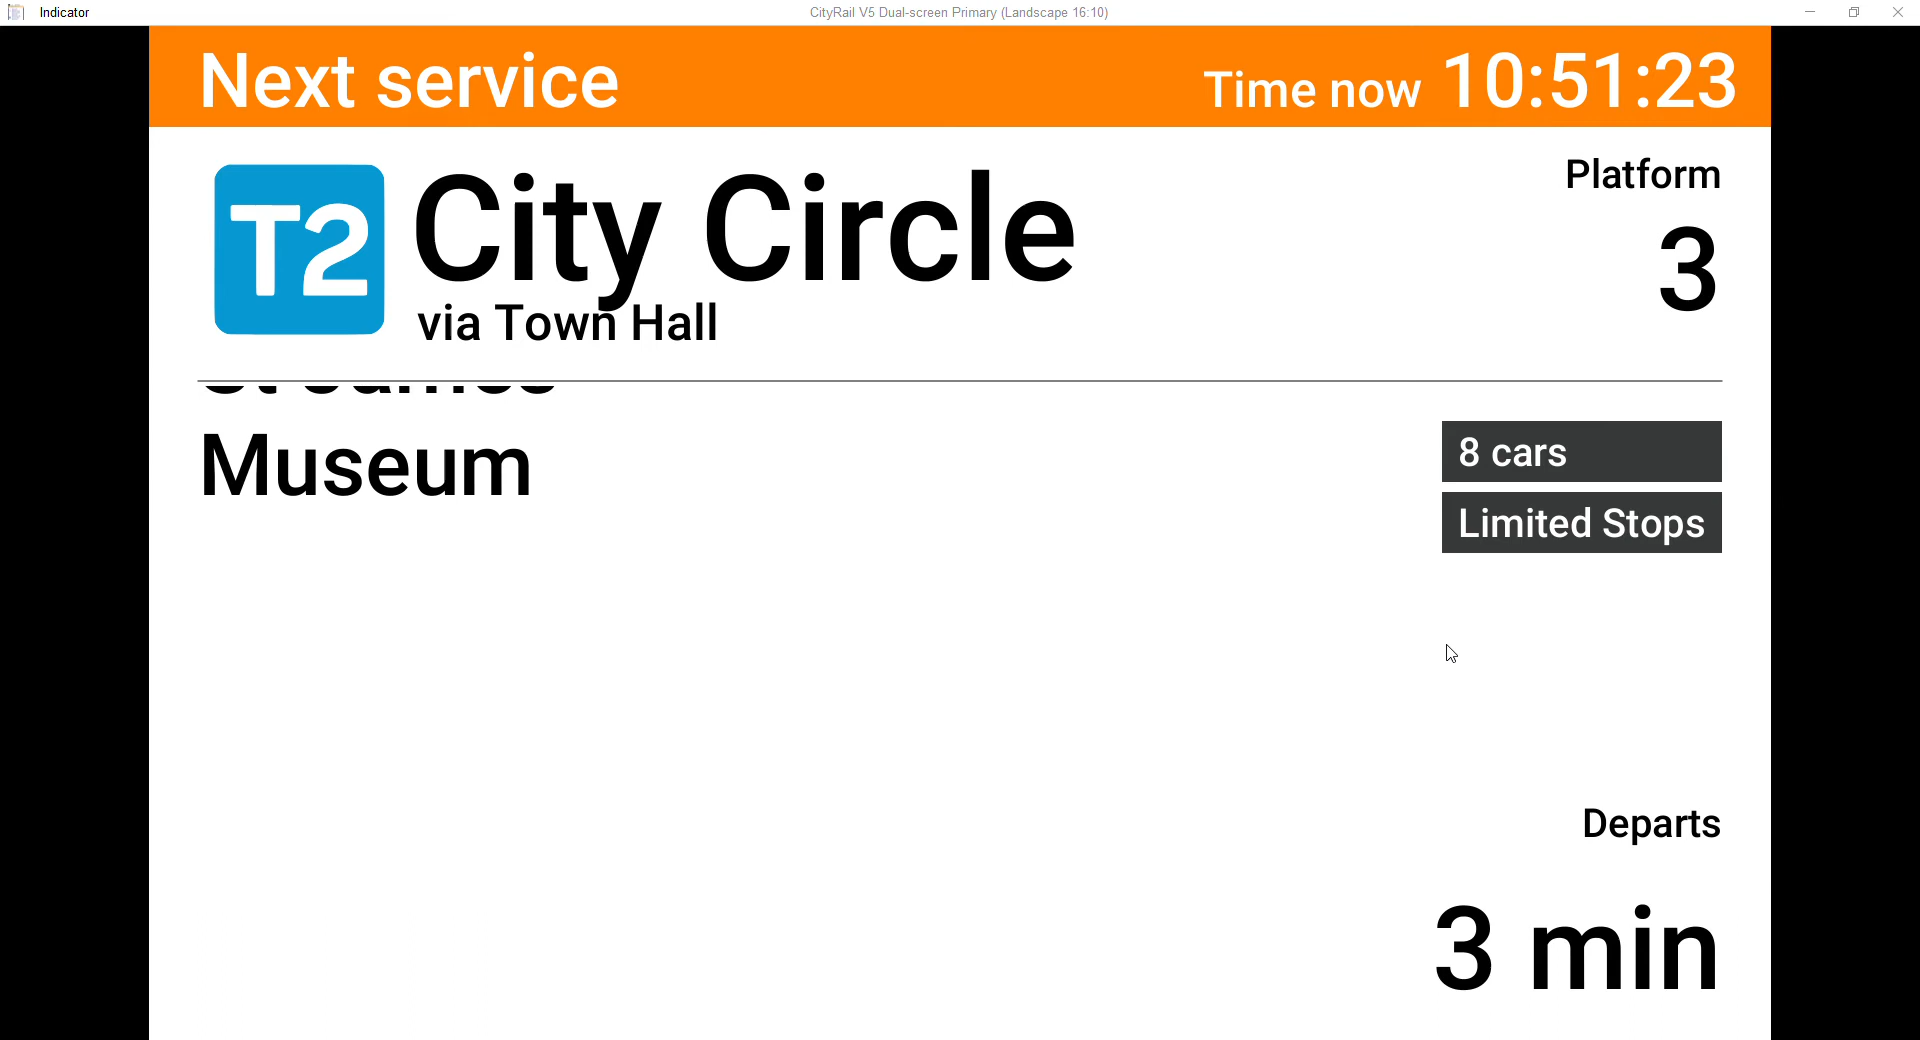 Indicator
CityRail V5 Dual-screen Primary (Landscape 16:10)
Next service
Time now 10:51:23
T2
City Circle
via Town Hall
Platform
3
Museum
8 cars
Limited Stops
Departs
3 min